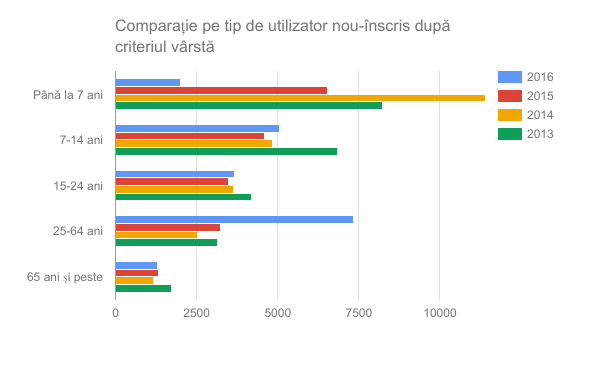 Comparație pe tip de utilizator nou-înscris după
criteriul vârstă
2016
2015
2014
2013
Până la 7 ani
7-14 ani
15-24 ani
25-64 ani
65 ani și peste
0 2500 5000 7500 10000